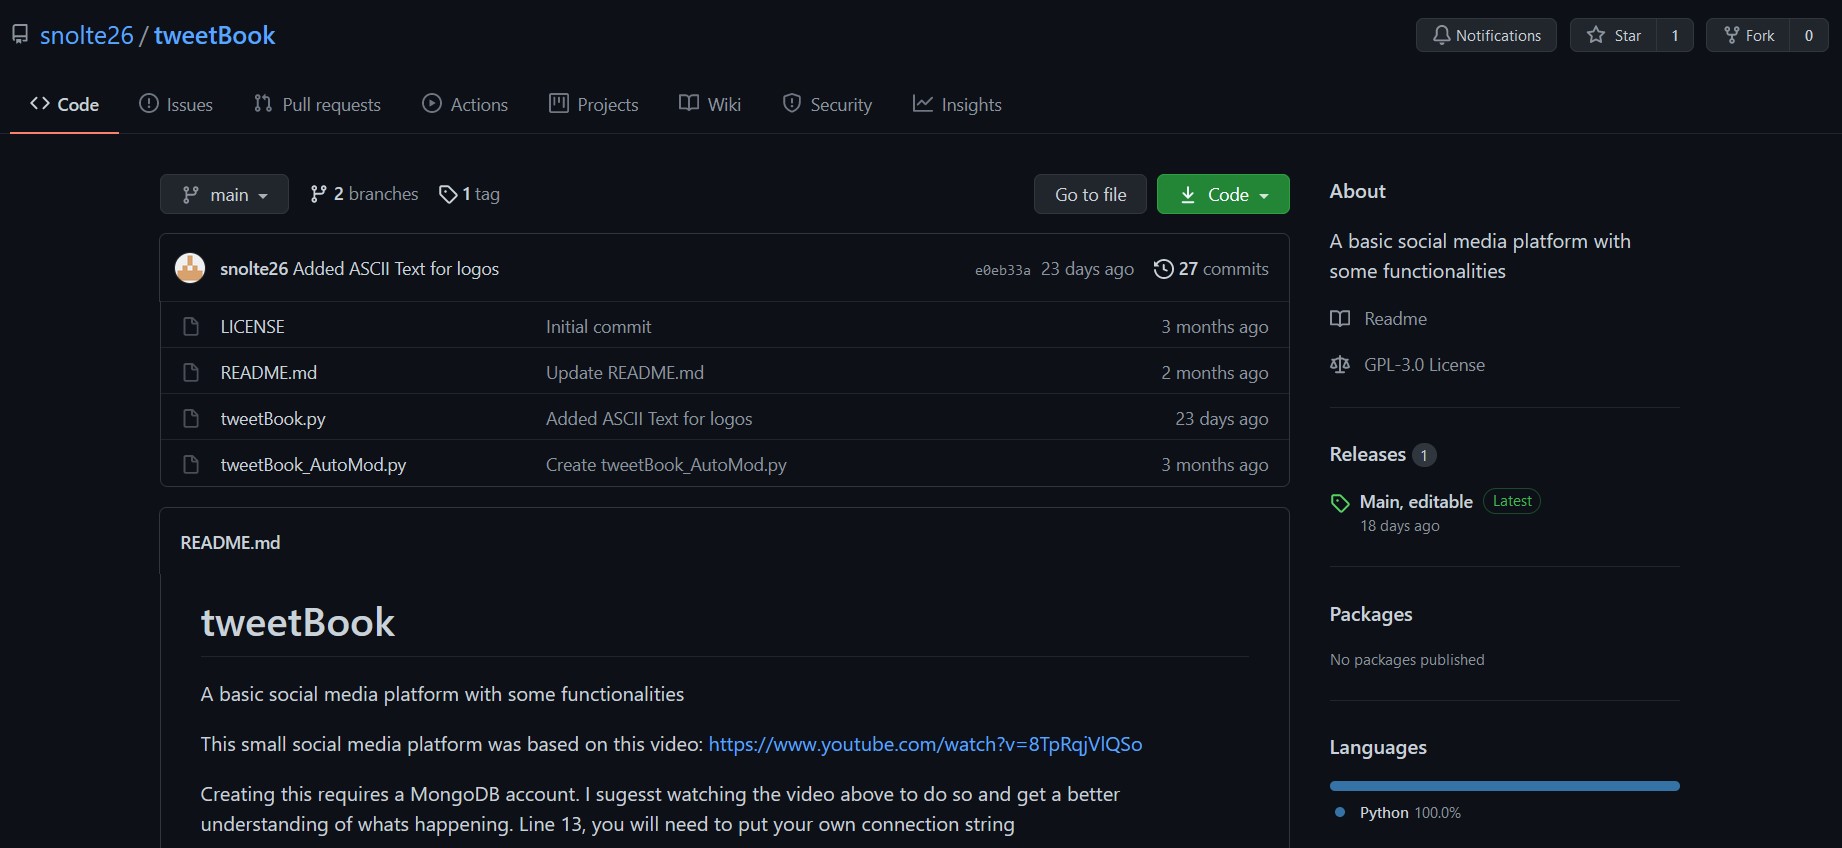 snolte26 / tweetBook
Notifications
Star 1
Fork 0
Code
Issues
Pull requests
Actions
Projects
Wiki
Security
Insights
main
2 branches
1 tag
Go to file
Code
snolte26 Added ASCII Text for logos e0eb33a 23 days ago 27 commits
LICENSE Initial commit 3 months ago
README.md Update README.md 2 months ago
tweetBook.py Added ASCII Text for logos 23 days ago
tweetBook_AutoMod.py Create tweetBook_AutoMod.py 3 months ago
README.md
tweetBook
A basic social media platform with some functionalities
This small social media platform was based on this video: https://www.youtube.com/watch?v=8TpRqjVlQSo
Creating this requires a MongoDB account. I sugesst watching the video above to do so and get a better
understanding of whats happening. Line 13, you will need to put your own connection string
About
A basic social media platform with
some functionalities
Readme
GPL-3.0 License
Releases 1
Main, editable Latest
18 days ago
Packages
No packages published
Languages
Python 100.0%